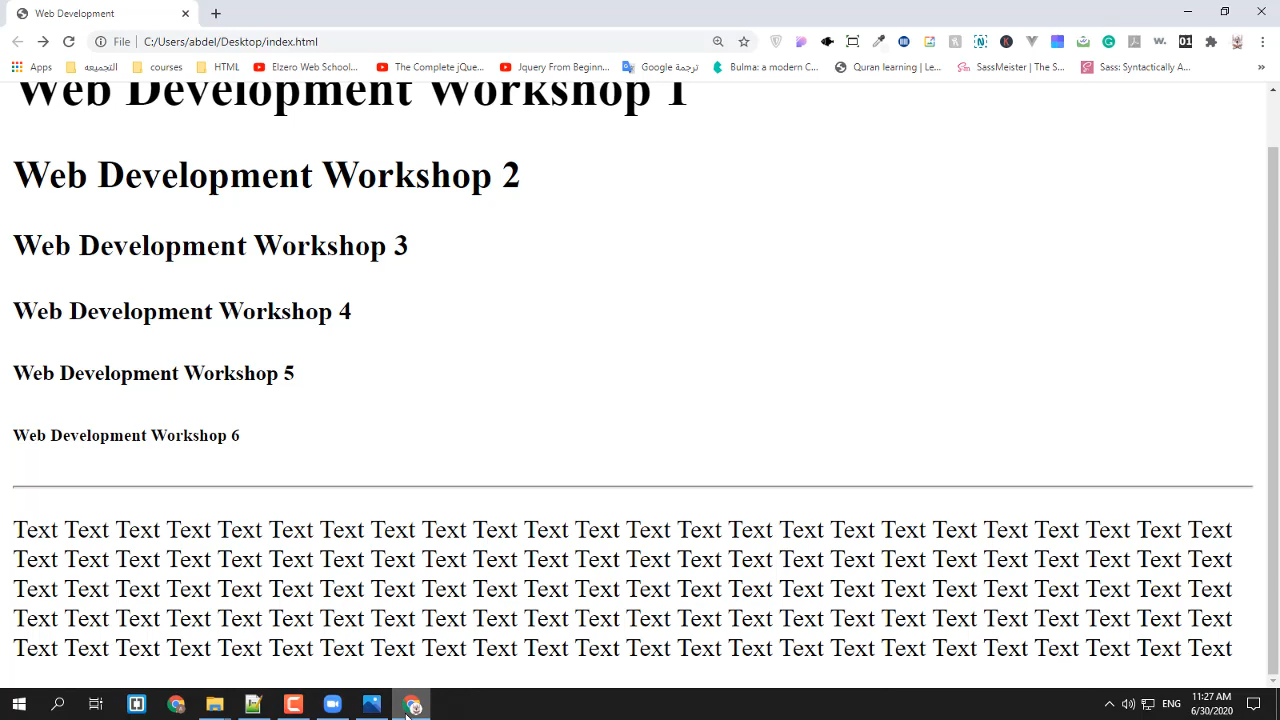 Web Development
File
C:/Users/abdel/Desktop/index.html
Apps
التجميعه
courses
HTML
Elzero Web School...
The Complete jQue...
Jquery From Beginn...
ترجمة Google
Bulma: a modern C...
Quran learning | Le...
SassMeister | The S...
Sass: Syntactically A...
»
Web Development Workshop 1
Web Development Workshop 2
Web Development Workshop 3
Web Development Workshop 4
Web Development Workshop 5
Web Development Workshop 6
Text Text Text Text Text Text Text Text Text Text Text Text Text Text Text Text Text Text Text Text Text Text Text Text
Text Text Text Text Text Text Text Text Text Text Text Text Text Text Text Text Text Text Text Text Text Text Text Text
Text Text Text Text Text Text Text Text Text Text Text Text Text Text Text Text Text Text Text Text Text Text Text Text
Text Text Text Text Text Text Text Text Text Text Text Text Text Text Text Text Text Text Text Text Text Text Text Text
Text Text Text Text Text Text Text Text Text Text Text Text Text Text Text Text Text Text Text Text Text Text Text Text
ENG
11:27 AM
6/30/2020